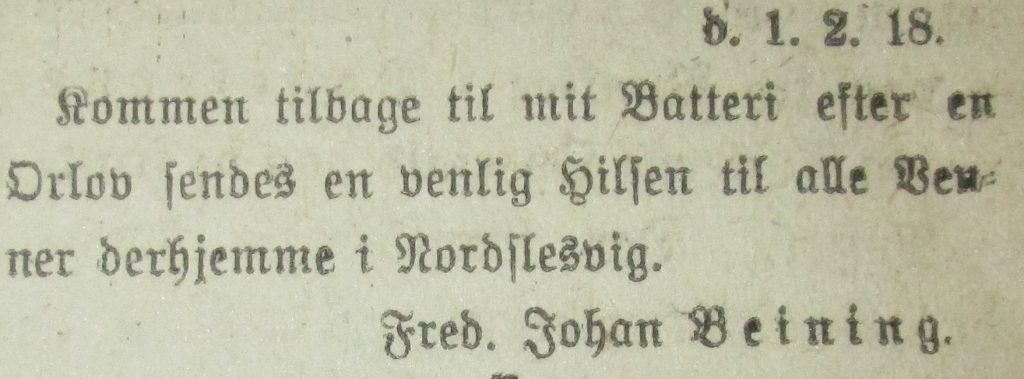 d. 1. 2. 18.
Kommen tilbage til mit Batteri efter en
Orlov sendes en venlig Hilsen til alle Ven-
ner derhjemme i Nordslesvig.
Fred. Johan Beining.